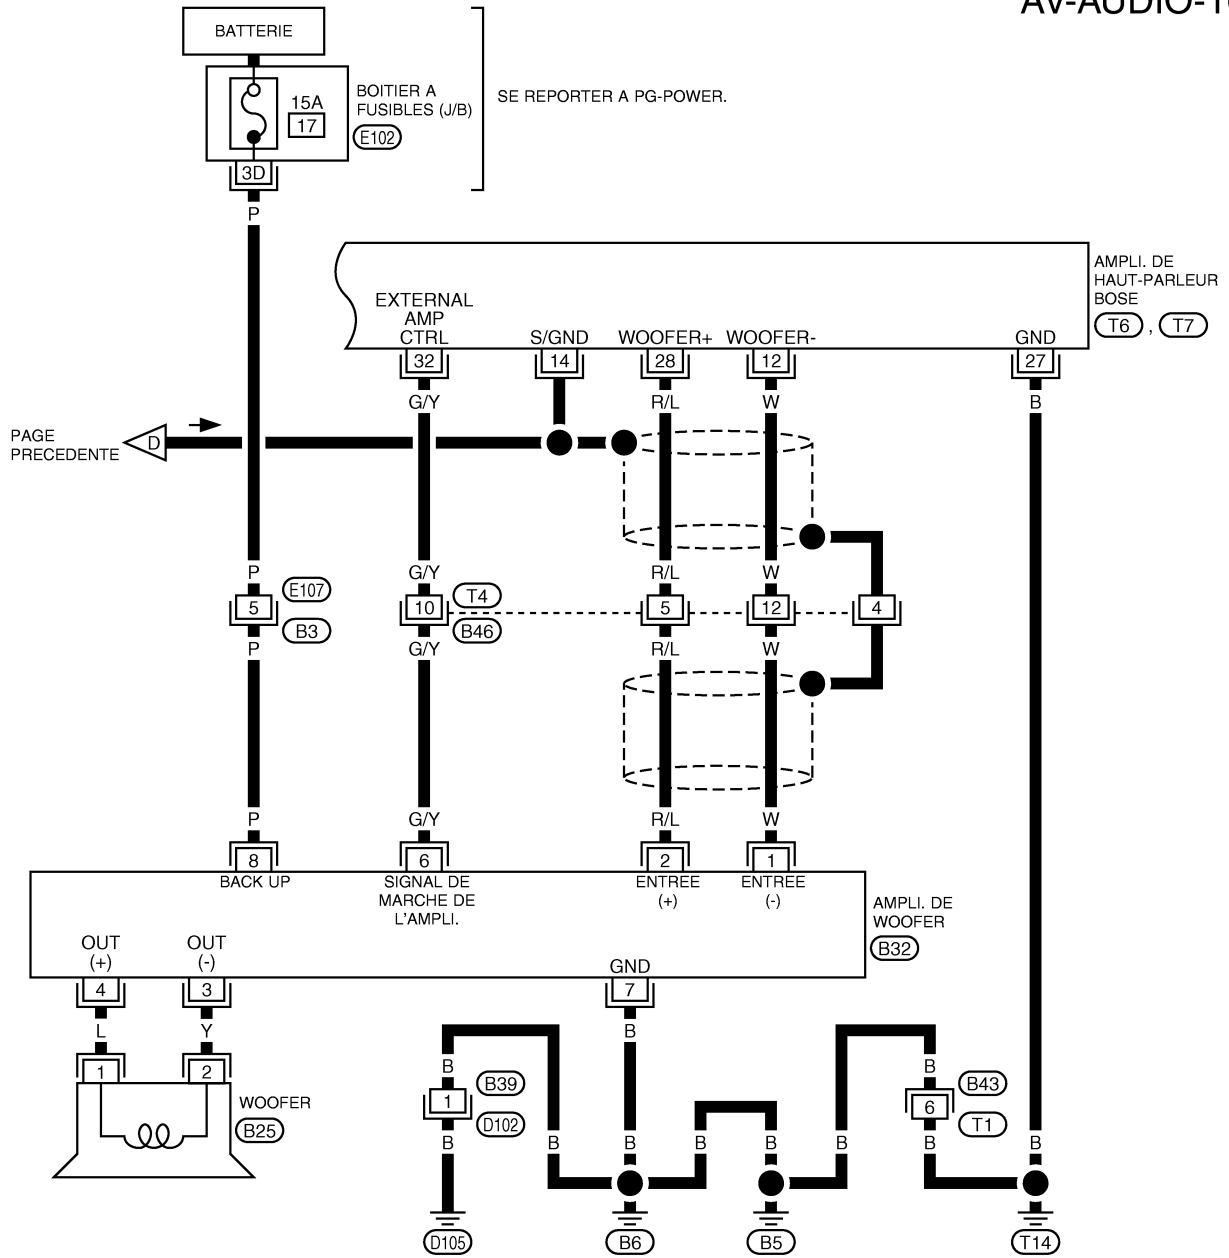 AV-AUDIO-10
BATTERIE
15A
17
BOITIER A
FUSIBLES (J/B)
E102
SE REPORTER A PG-POWER.
3D
P
AMPLI. DE
HAUT-PARLEUR
BOSE
T6 , T7
EXTERNAL
AMP
CTRL
S/GND
WOOFER+
WOOFER-
GND
32
14
28
12
27
G/Y
R/L
W
B
PAGE
PRECEDENTE
D
P
G/Y
R/L
W
E107
T4
5
10
5
12
4
B3
B46
P
G/Y
R/L
W
P
G/Y
R/L
W
8
6
2
1
BACK UP
SIGNAL DE
MARCHE DE
L'AMPLI.
ENTREE
(+)
ENTREE
(-)
AMPLI. DE
WOOFER
B32
OUT
(+)
OUT
(-)
GND
4
3
7
L
Y
B
1
2
WOOFER
B25
B
B39
1
D102
B
B
B43
6
T1
B
B
B
B
B
B
B
D105
B6
B5
T14